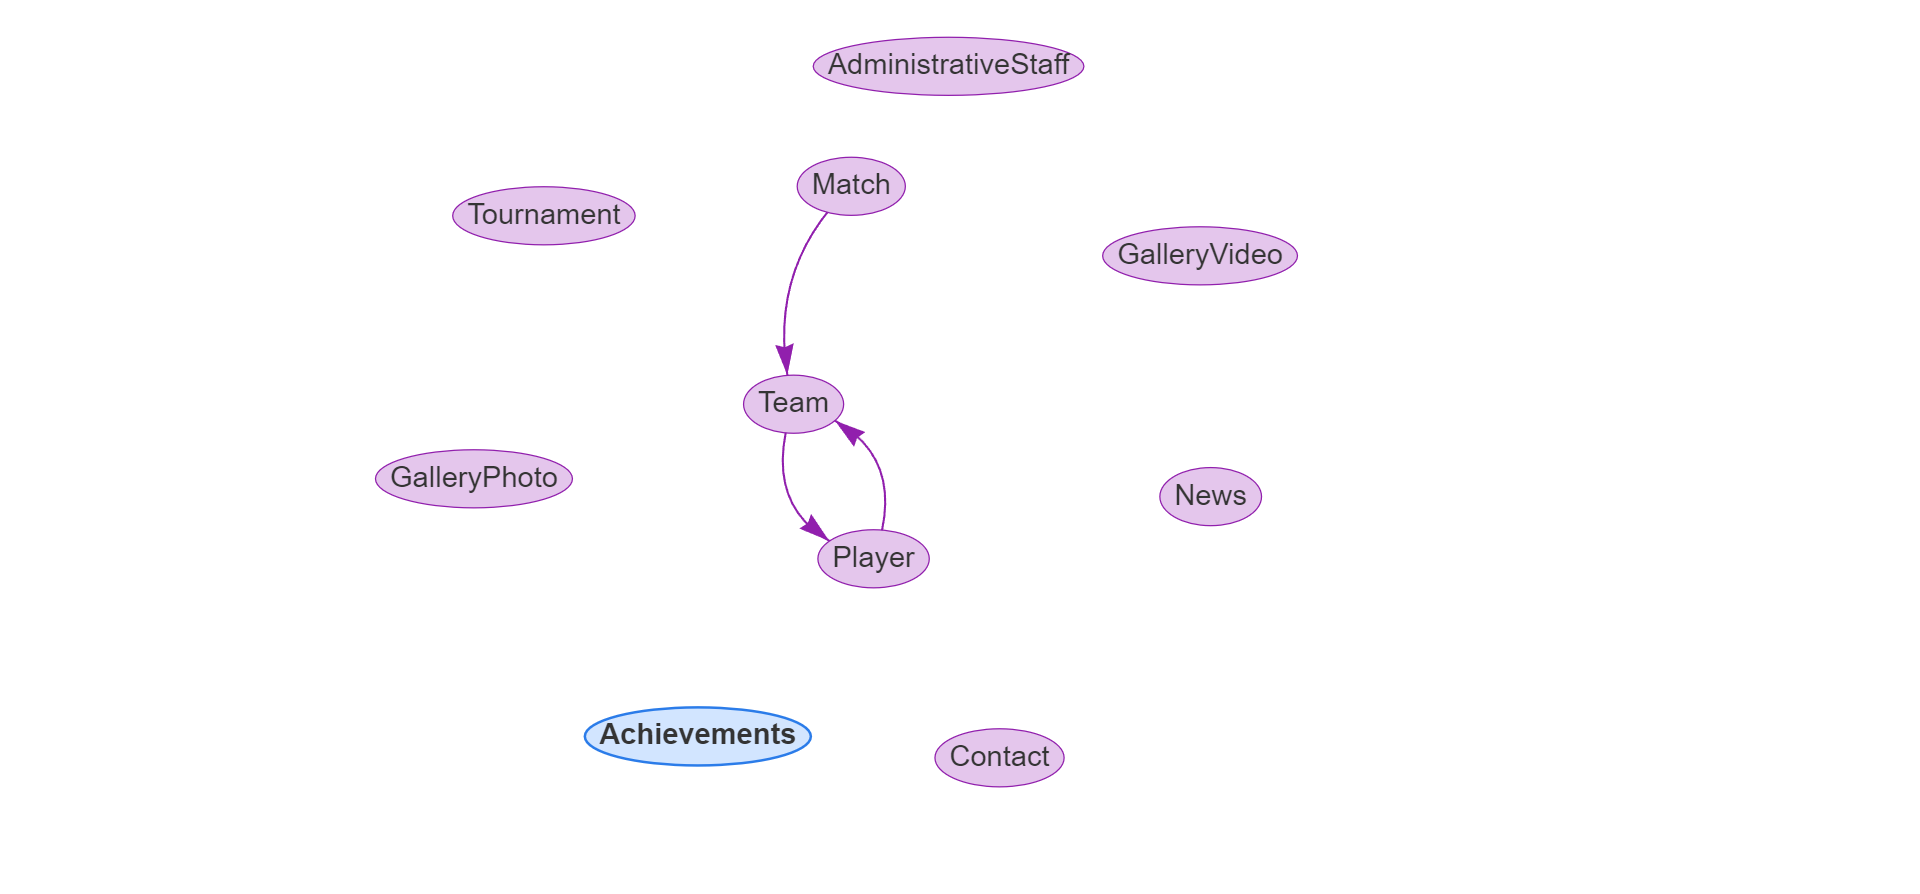 AdministrativeStaff
Match
Tournament
GalleryVideo
Team
GalleryPhoto
News
Player
Achievements
Contact